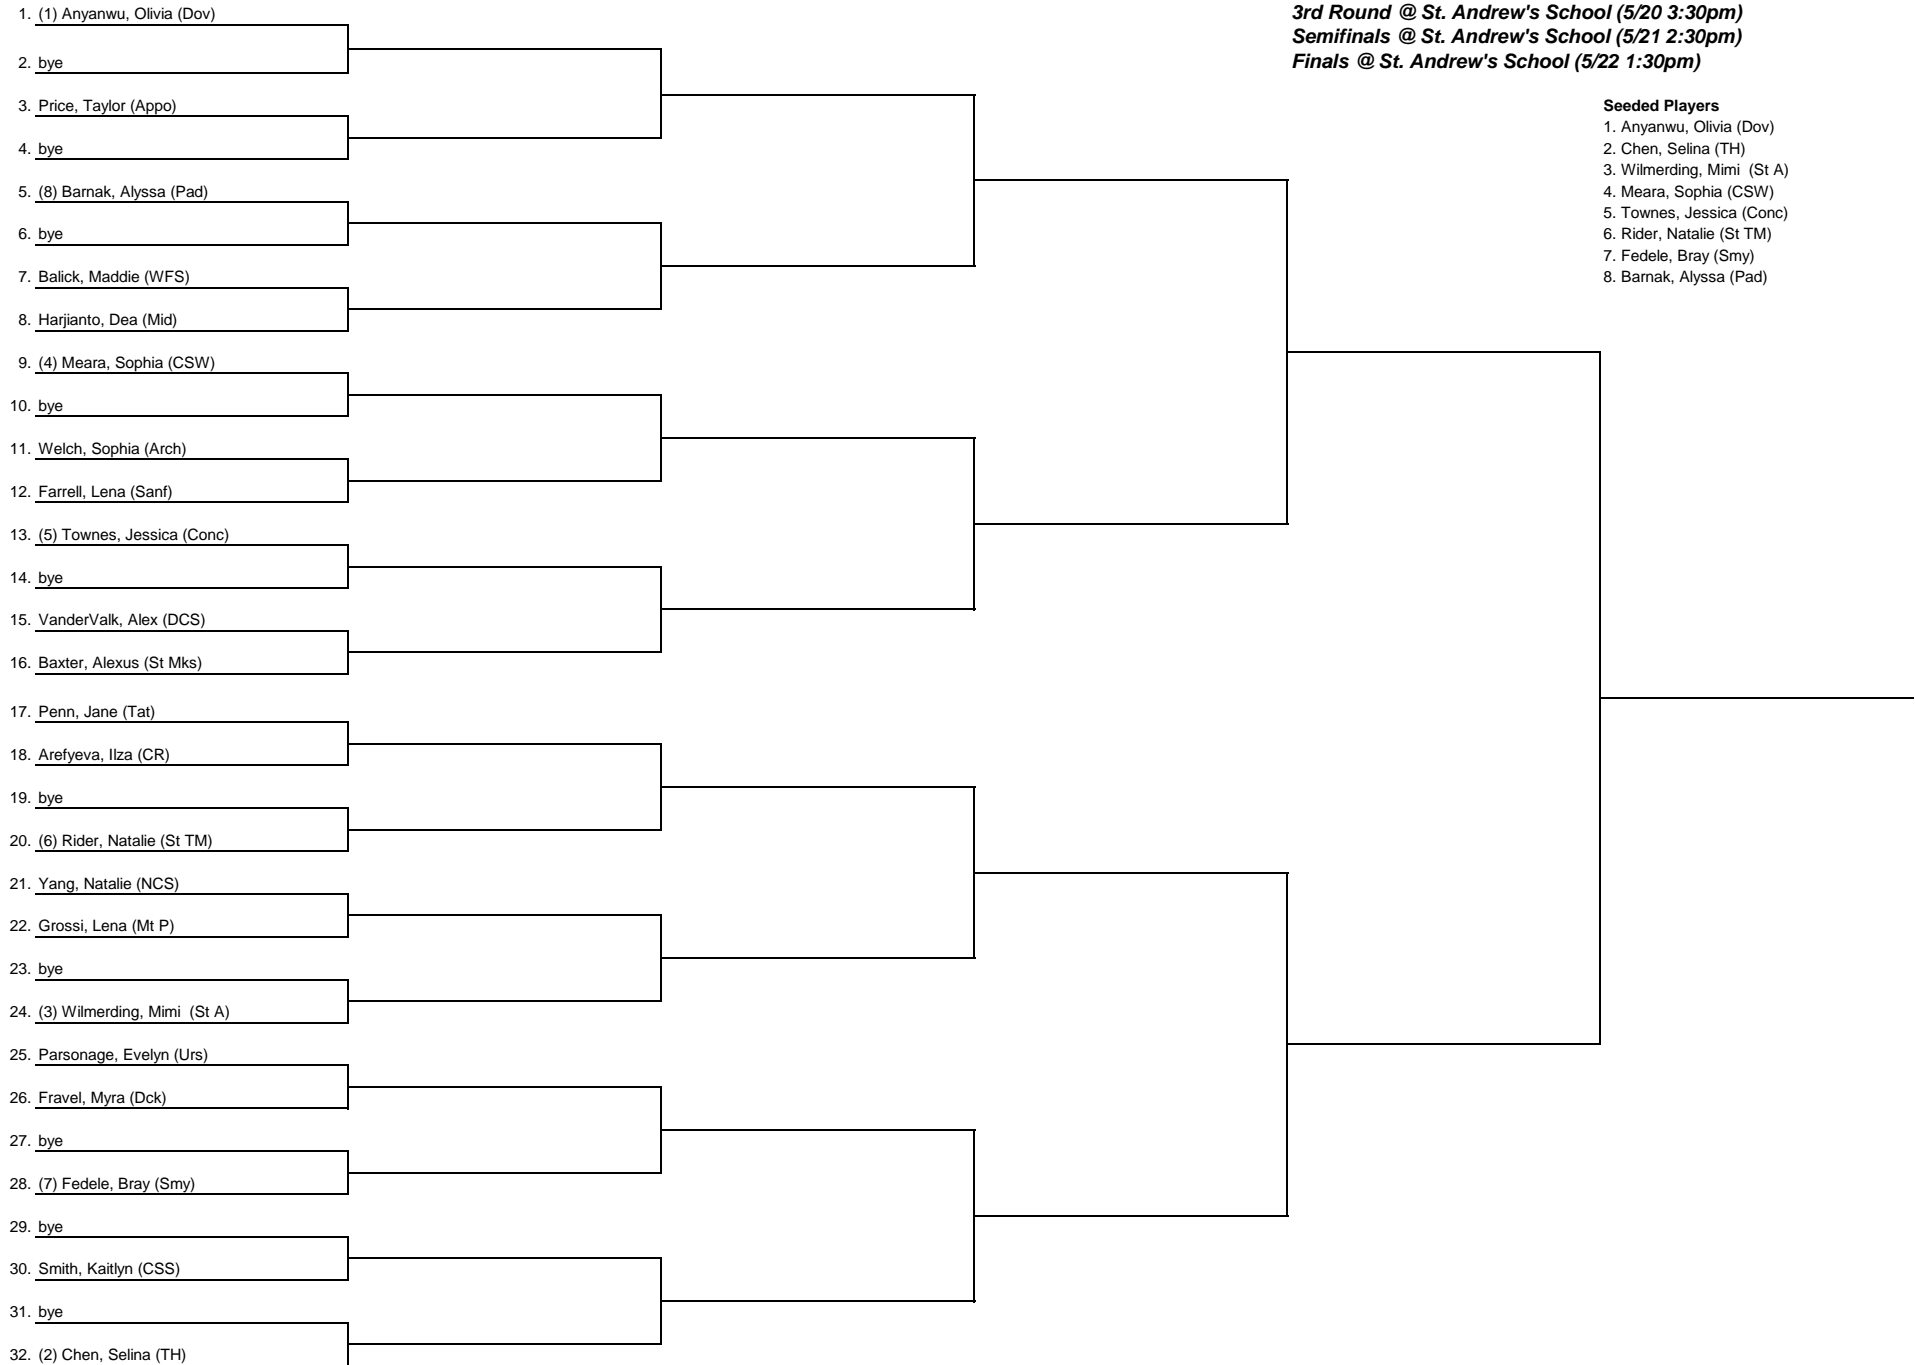 1. (1) Anyanwu, Olivia (Dov)
2. bye
3. Price, Taylor (Appo)
4. bye
5. (8) Barnak, Alyssa (Pad)
6. bye
7. Balick, Maddie (WFS)
8. Harjianto, Dea (Mid)
9. (4) Meara, Sophia (CSW)
10. bye
11. Welch, Sophia (Arch)
12. Farrell, Lena (Sanf)
13. (5) Townes, Jessica (Conc)
14. bye
15. VanderValk, Alex (DCS)
16. Baxter, Alexus (St Mks)
17. Penn, Jane (Tat)
18. Arefyeva, Ilza (CR)
19. bye
20. (6) Rider, Natalie (St TM)
21. Yang, Natalie (NCS)
22. Grossi, Lena (Mt P)
23. bye
24. (3) Wilmerding, Mimi  (St A)
25. Parsonage, Evelyn (Urs)
26. Fravel, Myra (Dck)
27. bye
28. (7) Fedele, Bray (Smy)
29. bye
30. Smith, Kaitlyn (CSS)
31. bye
32. (2) Chen, Selina (TH)
3rd Round @ St. Andrew's School (5/20 3:30pm)
Semifinals @ St. Andrew's School (5/21 2:30pm)
Finals @ St. Andrew's School (5/22 1:30pm)
Seeded Players
1. Anyanwu, Olivia (Dov)
2. Chen, Selina (TH)
3. Wilmerding, Mimi  (St A)
4. Meara, Sophia (CSW)
5. Townes, Jessica (Conc)
6. Rider, Natalie (St TM)
7. Fedele, Bray (Smy)
8. Barnak, Alyssa (Pad)